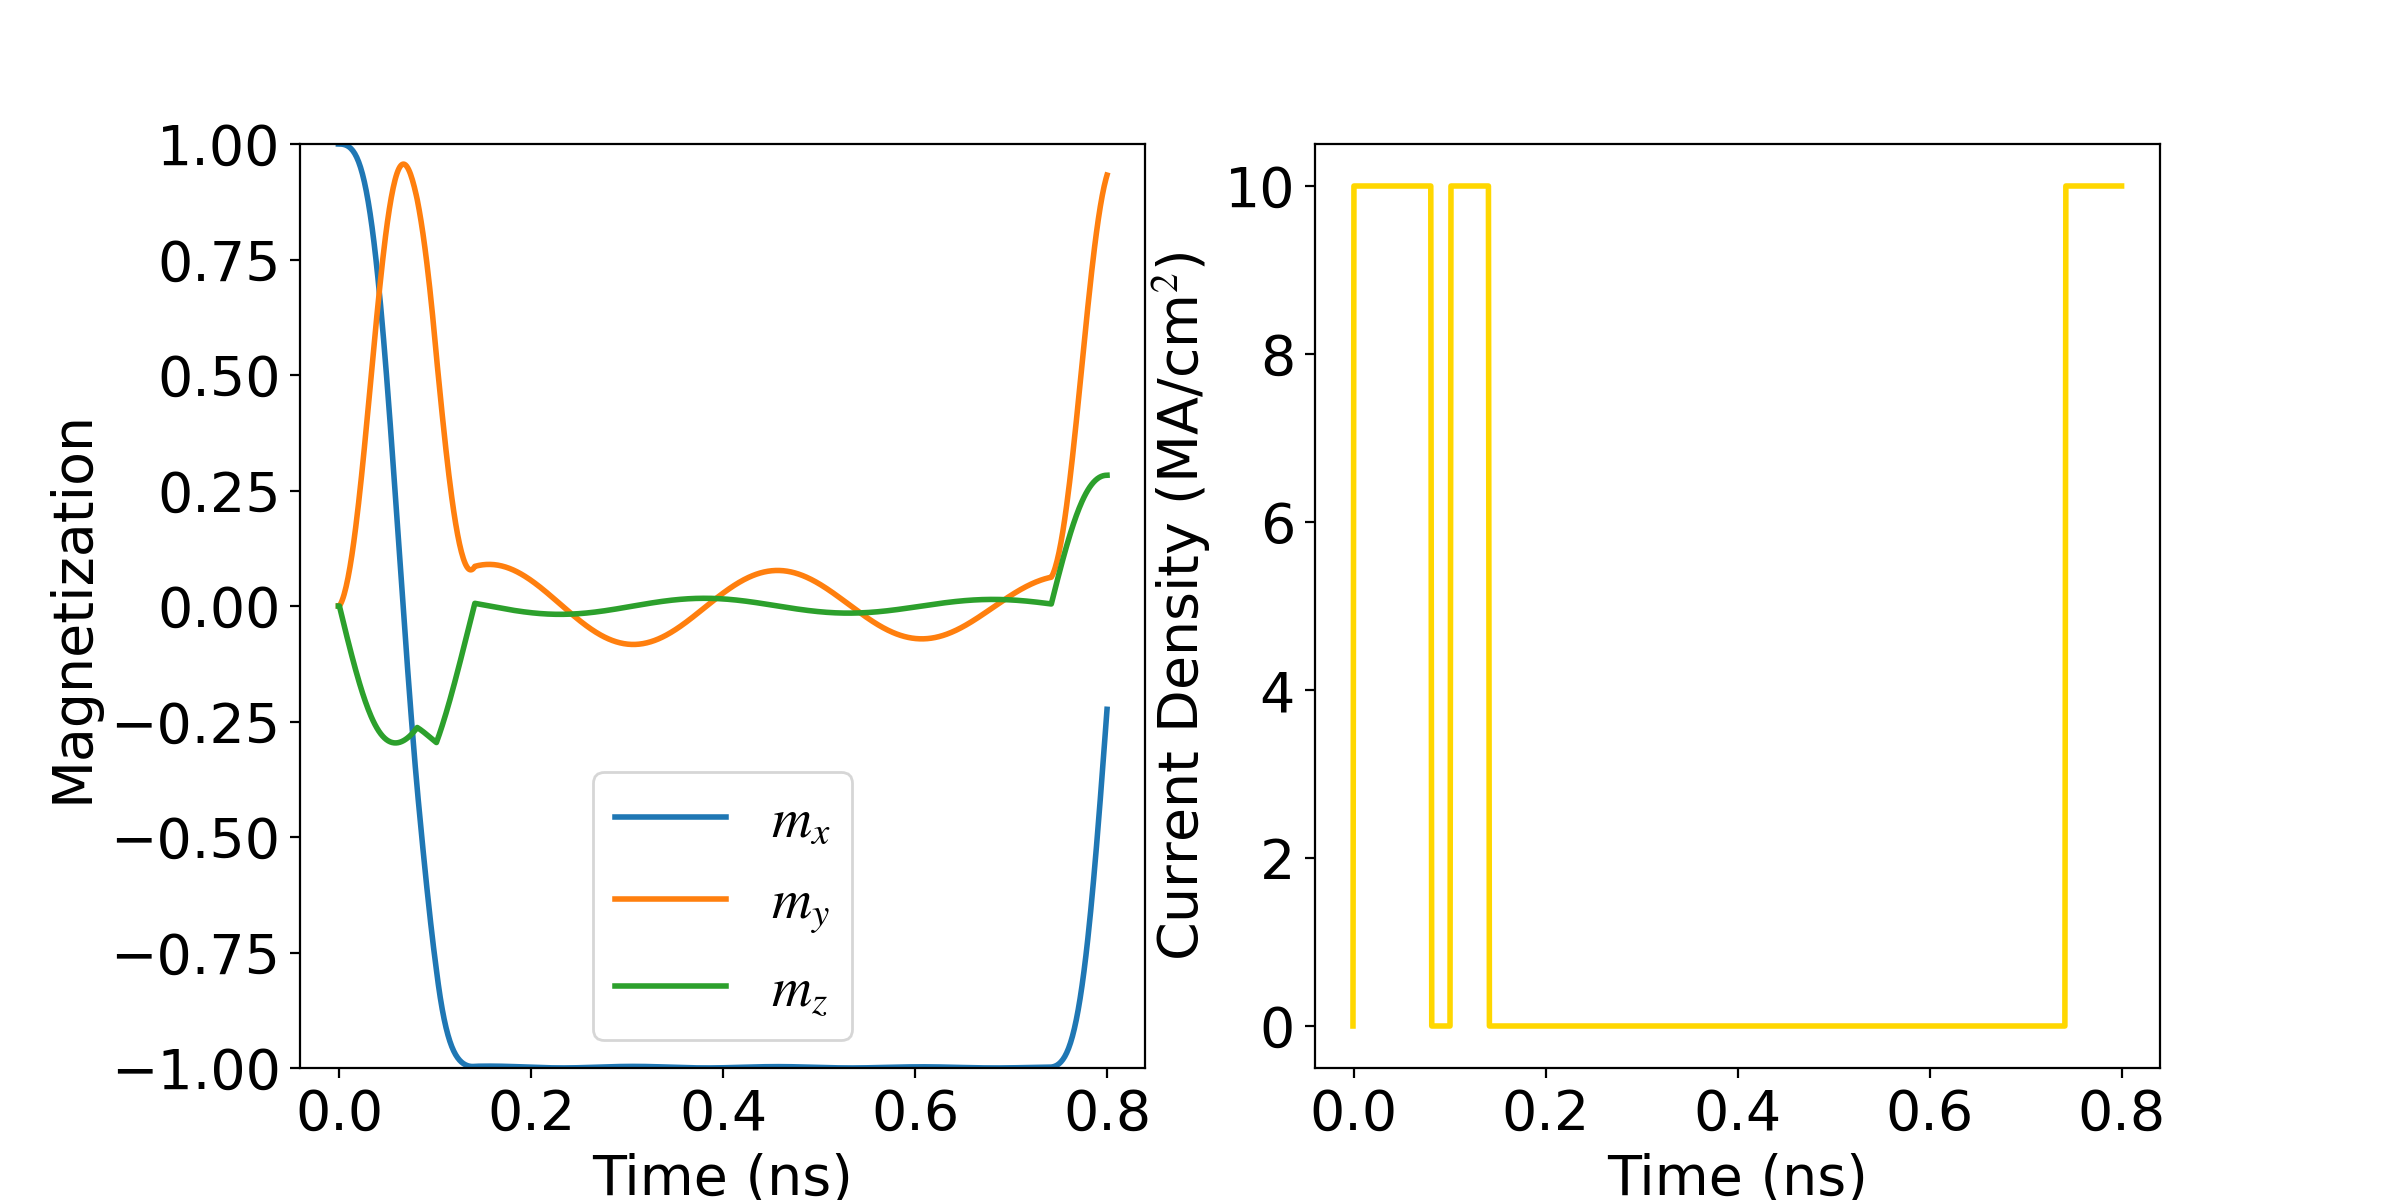 Magnetization
1.00
0.75
0.50
0.25
0.00
−0.25
−0.50
−0.75
−1.00
0.0 0.2 0.4 0.6 0.8
Time (ns)
m_x
m_y
m_z
Current Density (MA/cm²)
10
8
6
4
2
0
0.0 0.2 0.4 0.6 0.8
Time (ns)